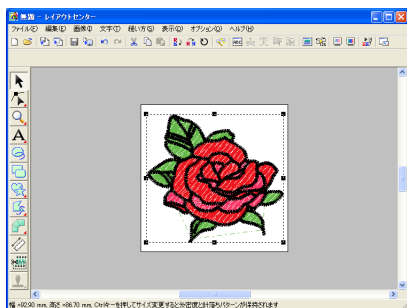 無題 - レイアウトセンター
ファイル(F) 編集(E) 画像(I) 文字(T) 縫い方(S) 表示(D) オプション(O) ヘルプ(H)
ABC
A
幅 =92.90 mm, 高さ =86.70 mm, Ctrlキーを押してサイズ変更すると糸密度と針落ちパターンが保持されます